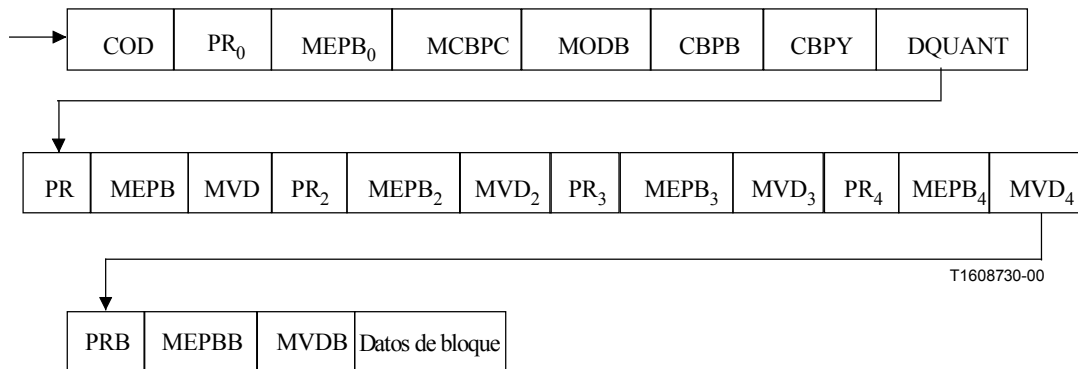 COD PR₀ MEPB₀ MCBPC MODB CBPB CBPY DQUANT
PR MEPB MVD PR₂ MEPB₂ MVD₂ PR₃ MEPB₃ MVD₃ PR₄ MEPB₄ MVD₄
T1608730-00
PRB MEPBB MVDB Datos de bloque